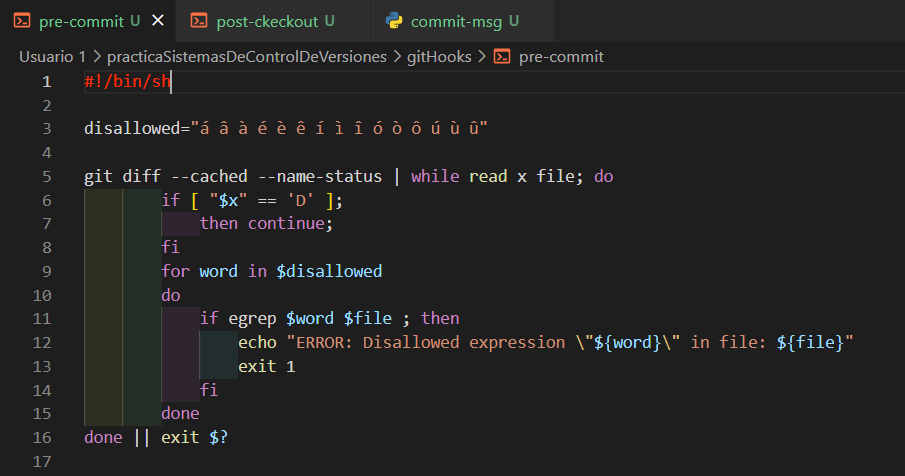 pre-commit U × post-ckeckout U commit-msg U
Usuario 1 > practicaSistemasDeControlDeVersiones > gitHooks > pre-commit
1 #!/bin/sh
2
3 disallowed="á â à é è ê í ì î ó ò ô ú ù û"
4
5 git diff --cached --name-status | while read x file; do
6 if [ "$x" == 'D' ];
7 then continue;
8 fi
9 for word in $disallowed
10 do
11 if egrep $word $file ; then
12 echo "ERROR: Disallowed expression \"${word}\" in file: ${file}"
13 exit 1
14 fi
15 done
16 done || exit $?
17